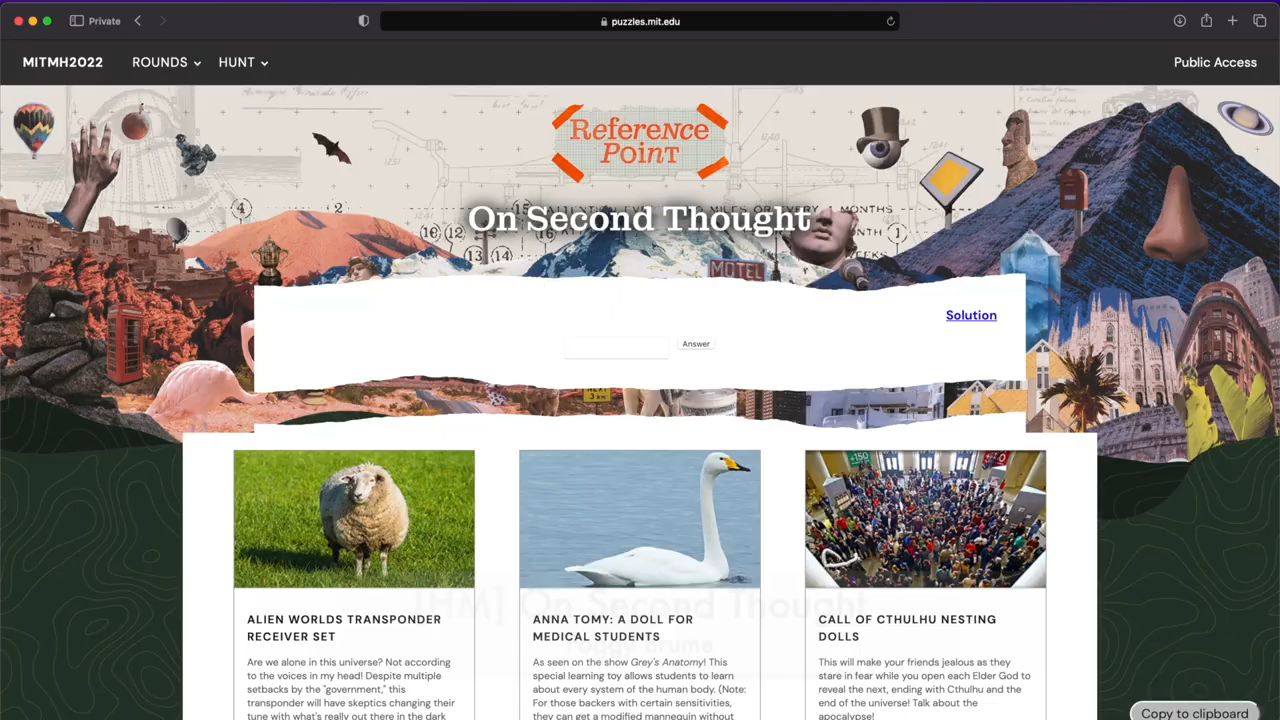 Private
puzzles.mit.edu
MITMH2022
ROUNDS
HUNT
Public Access
Reference
Point
On Second Thought
MOTEL
Solution
Answer
ALIEN WORLDS TRANSPONDER
RECEIVER SET
Are we alone in this universe? Not according
to the voices in my head! Despite multiple
setbacks by the "government," this
transponder will have skeptics changing their
tune with what's really out there in the dark
ANNA TOMY: A DOLL FOR
MEDICAL STUDENTS
As seen on the show Grey's Anatomy! This
special learning toy allows students to
learn about every system of the human body. (Note:
For those buyers with certain sensitivities,
they can get a modified mannequin without
CALL OF CTHULHU NESTING
DOLLS
This will make your friends jealous as they
stare in fear while you open each Elder God to
reveal the next, ending with Cthulhu and the
end of the universe! Talk about the
apocalypse!
[HM] On Second Thought
Copy to clipboard